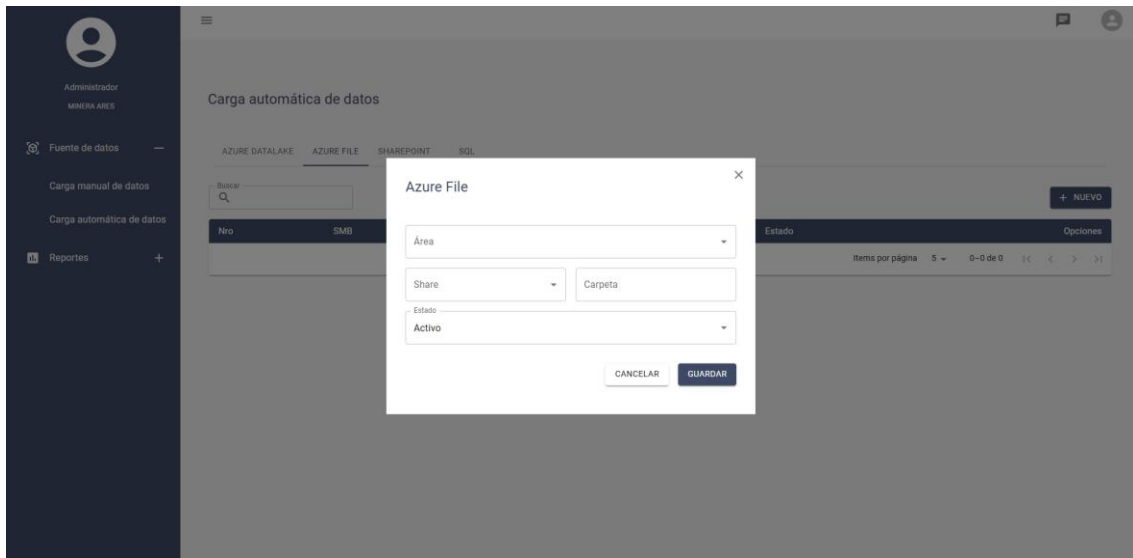 Administrador
MINERA ARES
Fuente de datos
Carga manual de datos
Carga automática de datos
Reportes
Carga automática de datos
AZURE DATALAKE AZURE FILE SHAREPOINT SQL
Buscar
+ NUEVO
Nro SMB Estado Opciones
Items por página 5 0–0 de 0
Azure File
Área
Share Carpeta
Estado
Activo
CANCELAR GUARDAR